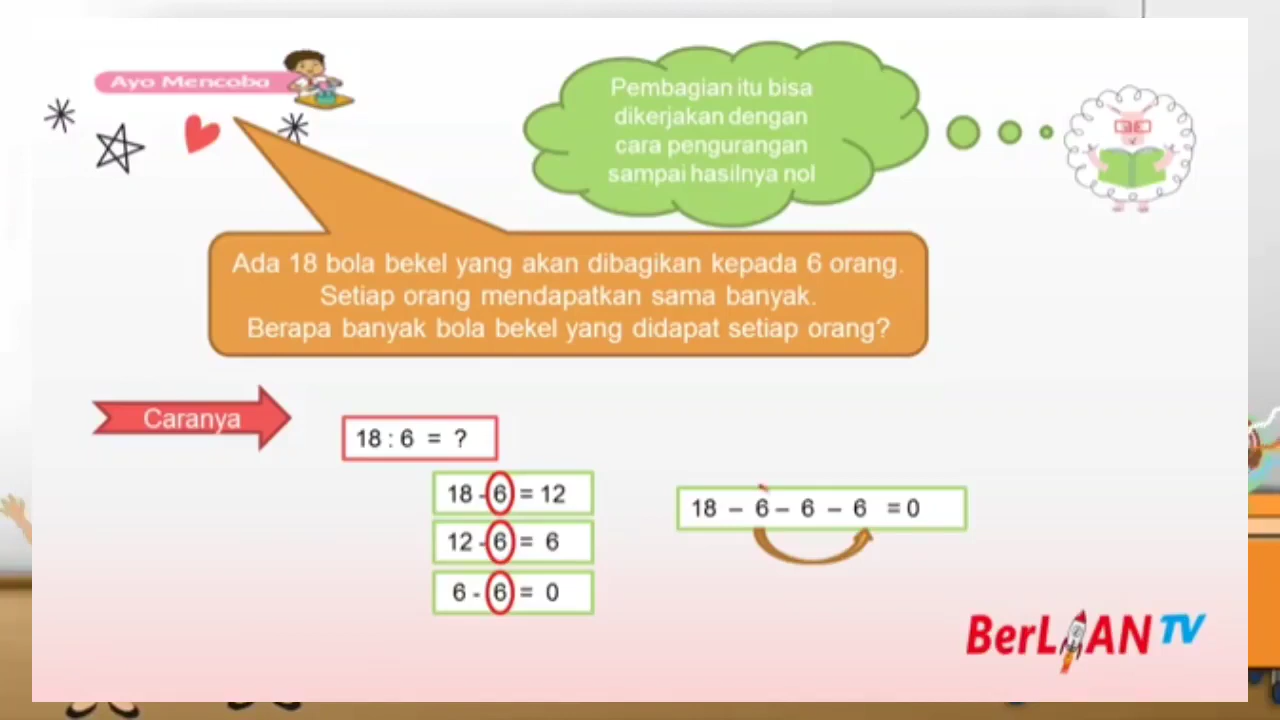 Ayo Mencoba
Pembagian itu bisa
dikerjakan dengan
cara pengurangan
sampai hasilnya nol
Ada 18 bola bekel yang akan dibagikan kepada 6 orang.
Setiap orang mendapatkan sama banyak.
Berapa banyak bola bekel yang didapat setiap orang?
Caranya
18 : 6 = ?
18 - 6 = 12
12 - 6 = 6
6 - 6 = 0
18 – 6 – 6 – 6 = 0
BerLIAN TV